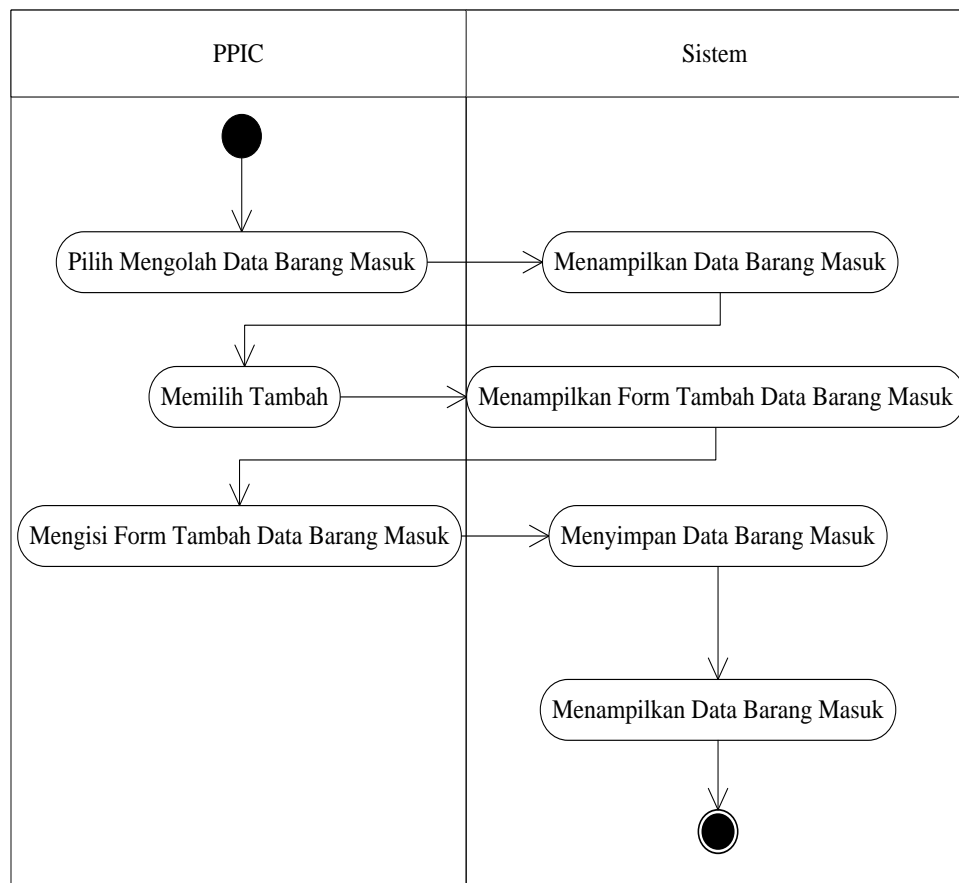 PPIC
Sistem
Pilih Mengolah Data Barang Masuk
Menampilkan Data Barang Masuk
Memilih Tambah
Menampilkan Form Tambah Data Barang Masuk
Mengisi Form Tambah Data Barang Masuk
Menyimpan Data Barang Masuk
Menampilkan Data Barang Masuk